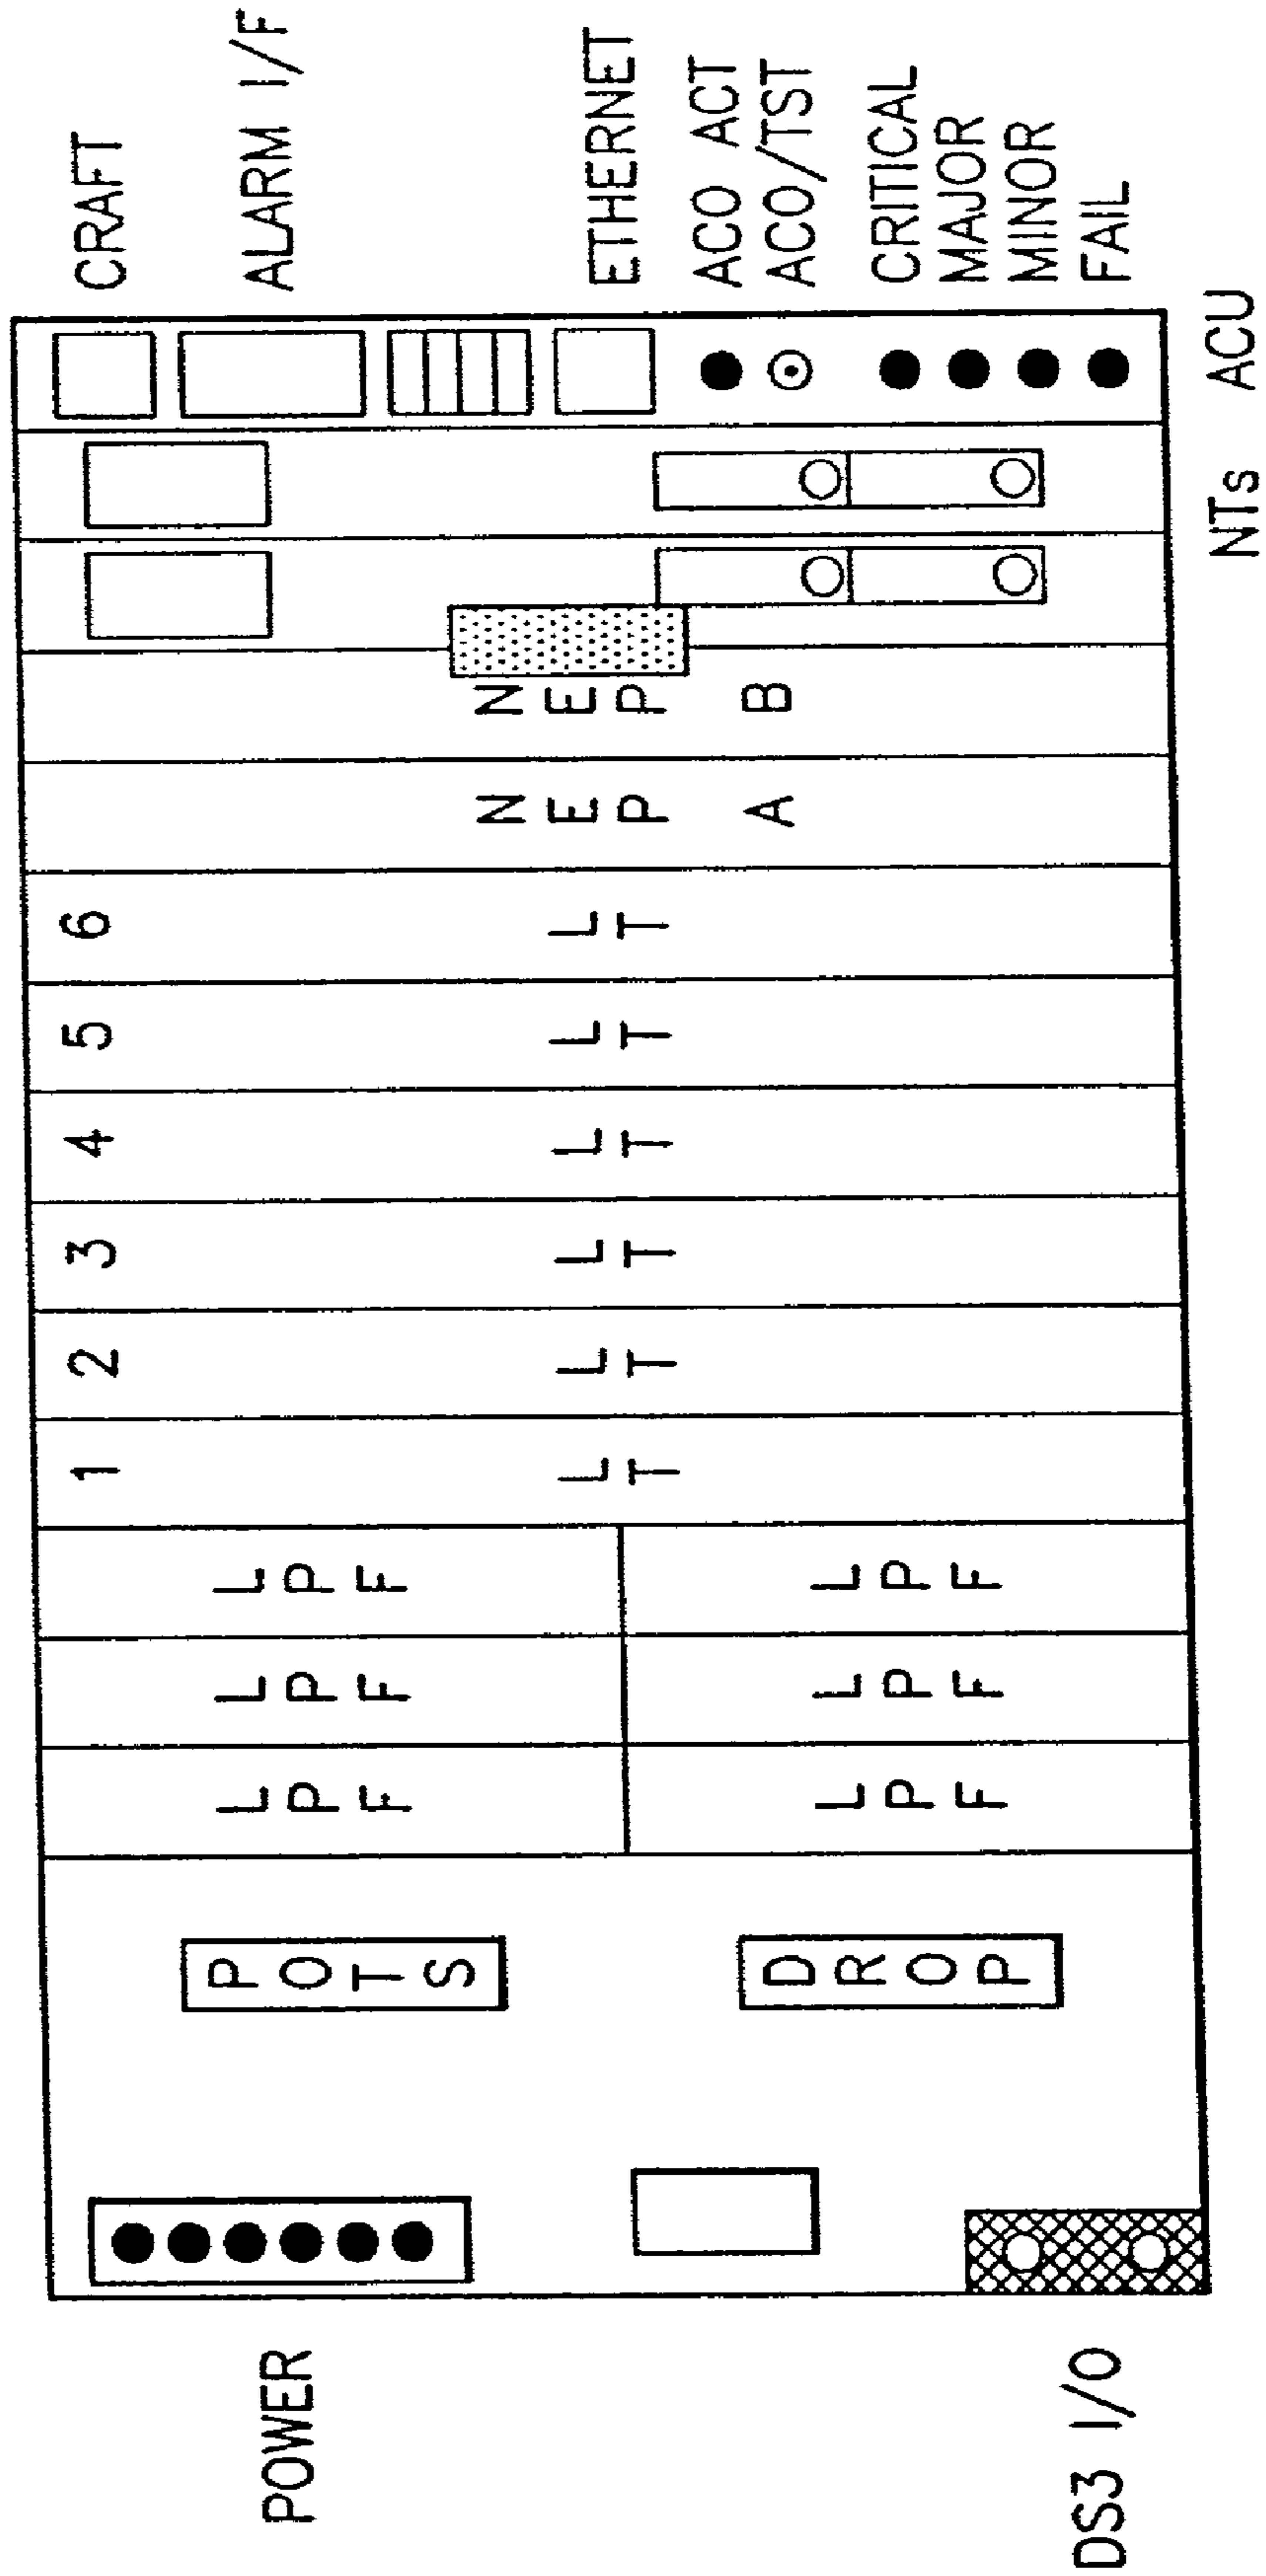 POWER
DS3 I/O
POTS
DROP
LPF
LPF
LPF
LPF
LPF
LPF
1
LT
2
LT
3
LT
4
LT
5
LT
6
LT
NEP A
NEP B
NTs
ACU
CRAFT
ALARM I/F
ETHERNET
ACO ACT
ACO/TST
CRITICAL
MAJOR
MINOR
FAIL